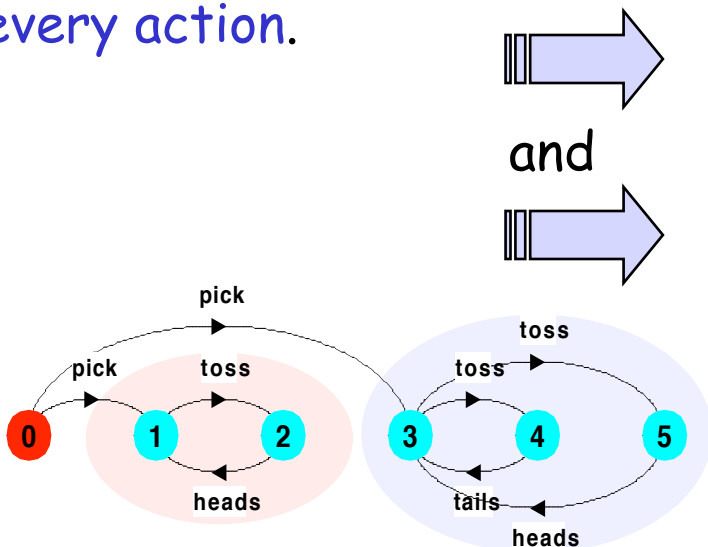 every action.
and
pick
toss
pick
toss
toss
0
1
2
3
4
5
heads
tails
heads